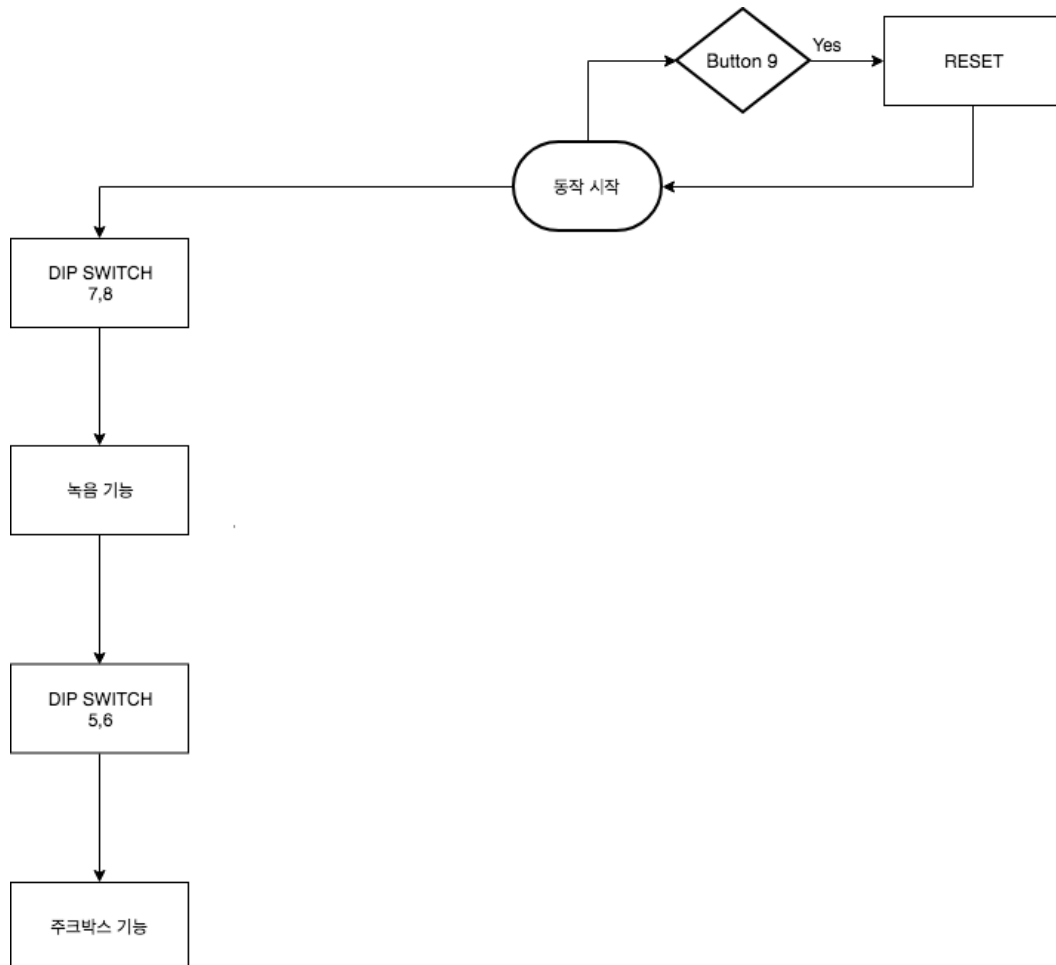 Button 9
Yes
RESET
동작 시작
DIP SWITCH
7,8
녹음 기능
DIP SWITCH
5,6
주크박스 기능